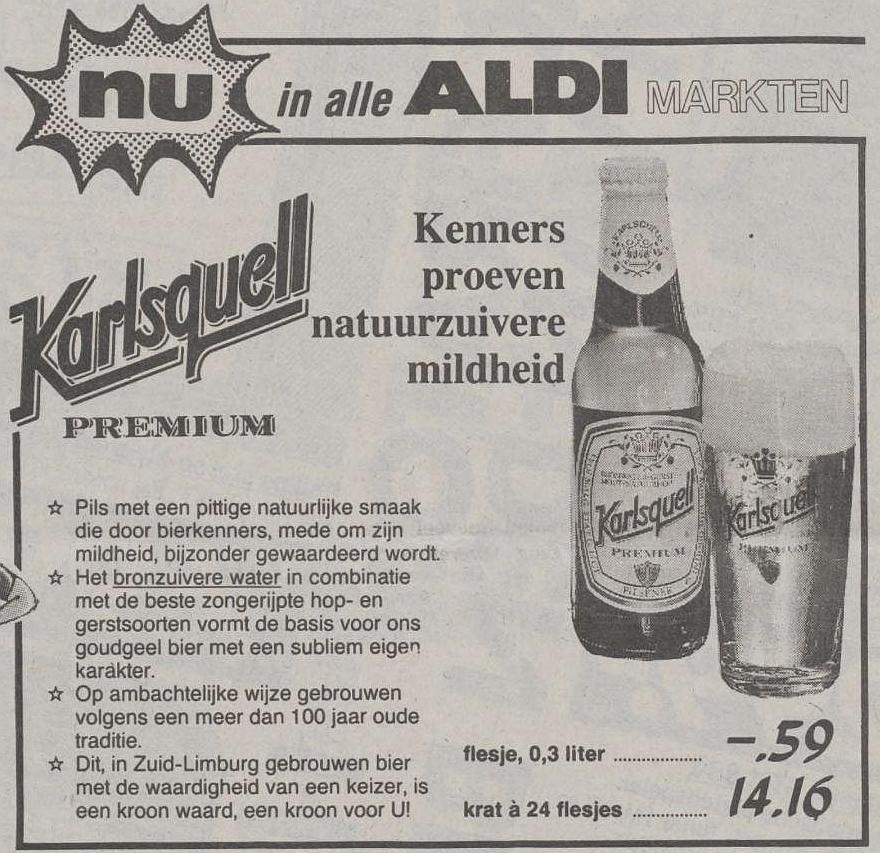 nu in alle ALDI MARKTEN
Karlsquell
PREMIUM
Kenners
proeven
natuurzuivere
mildheid
☆ Pils met een pittige natuurlijke smaak
die door bierkenners, mede om zijn
mildheid, bijzonder gewaardeerd wordt.
☆ Het bronzuivere water in combinatie
met de beste zongerijpte hop- en
gerstsoorten vormt de basis voor ons
goudgeel bier met een subliem eigen
karakter.
☆ Op ambachtelijke wijze gebrouwen
volgens een meer dan 100 jaar oude
traditie.
☆ Dit, in Zuid-Limburg gebrouwen bier
met de waardigheid van een keizer, is
een kroon waard, een kroon voor U!
KARLSQUELL
Karlsquell
PREMIUM
PILSENER
Karlsquell
PREMIUM
flesje, 0,3 liter .................... -.59
krat à 24 flesjes ................. 14.16